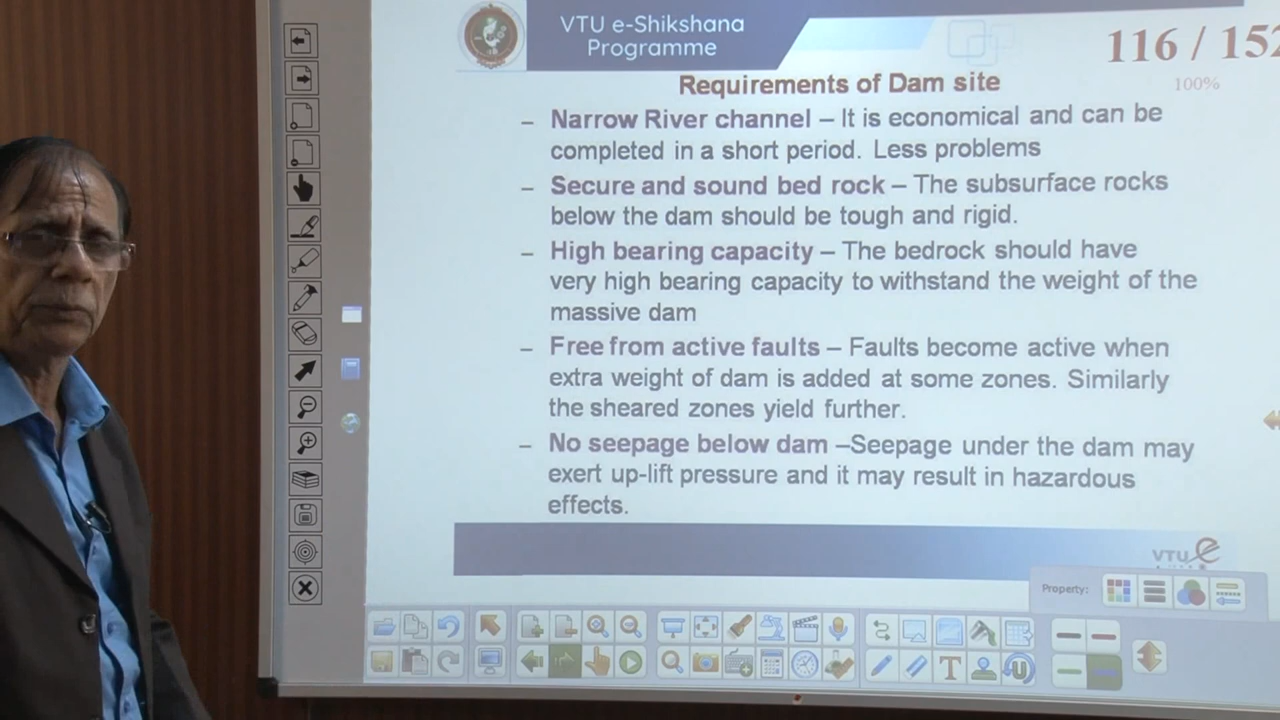 VTU e-Shikshana
Programme
116 / 152
100%
Requirements of Dam site
– Narrow River channel – It is economical and can be
completed in a short period. Less problems
– Secure and sound bed rock – The subsurface rocks
below the dam should be tough and rigid.
– High bearing capacity – The bedrock should have
very high bearing capacity to withstand the weight of the
massive dam
– Free from active faults – Faults become active when
extra weight of dam is added at some zones. Similarly
the sheared zones yield further.
– No seepage below dam –Seepage under the dam may
exert up-lift pressure and it may result in hazardous
effects.
VTU e
Property: